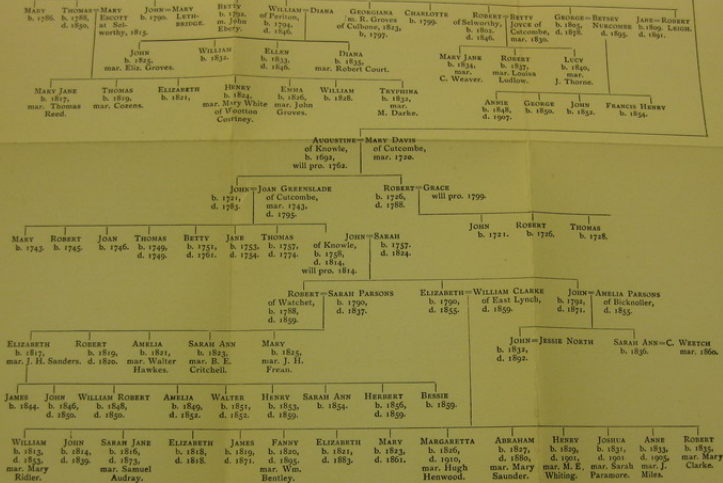 MARY THOMAS=MARY JOHN=MARY BETTY WILLIAM=DIANA GEORGIANA CHARLOTTE ROBERT=BETTY GEORGE=BETSEY JANE=ROBERT
b. 1786. b. 1788, ESCOTT b. 1790. LETH- b. 1792, of Periton, m. R. Groves b. 1799. of Selworthy, JOYCE of b. 1805, NURCOMBE b. 1809. LEIGH.
d. 1850. at Sel- BRIDGE. m. John b. 1794, of Culbone, 1823, b. 1802, Cutcombe, d. 1878. d. 1895. d. 1891.
worthy, 1813. Ebery. d. 1846. b. 1797. d. 1846. mar. 1830.
JOHN WILLIAM ELLEN DIANA MARY JANE ROBERT LUCY
b. 1825, b. 1832. b. 1833, b. 1835, b. 1834, b. 1837, b. 1840,
mar. Eliz. Groves. d. 1846. mar. Robert Court. mar. mar. Louisa mar.
C. Weaver. Ludlow. J. Thorne.
MARY JANE THOMAS ELIZABETH HENRY EMMA WILLIAM TRYPHINA
b. 1817, b. 1819, b. 1821, b. 1824, b. 1826, b. 1828. b. 1832,
mar. Thomas mar. Cozens. mar. Mary White mar. John mar.
Reed. of Wootton Groves. M. Darke.
Courtney.
ANNIE GEORGE JOHN FRANCIS HENRY
b. 1848, b. 1850. b. 1852. b. 1854.
d. 1907.
AUGUSTINE=MARY DAVIS
of Knowle, of Cutcombe,
b. 1692, mar. 1720.
will pro. 1762.
JOHN=JOAN GREENSLADE ROBERT=GRACE
b. 1721, of Cutcombe, b. 1726, will pro. 1799.
d. 1783. mar. 1743, d. 1788.
d. 1795.
JOHN ROBERT THOMAS
b. 1721. b. 1726. b. 1728.
MARY ROBERT JOAN THOMAS BETTY JANE THOMAS JOHN=SARAH
b. 1743. b. 1745. b. 1746. b. 1749, b. 1751, b. 1753, b. 1757, of Knowle, b. 1757.
d. 1749. d. 1761. d. 1754. d. 1774. b. 1758, d. 1824.
d. 1814,
will pro. 1814.
ROBERT=SARAH PARSONS ELIZABETH=WILLIAM CLARKE JOHN=AMELIA PARSONS
of Watchet, b. 1790, b. 1790, of East Lynch, b. 1792, of Bicknoller,
b. 1788, d. 1837. d. 1855. d. 1859. d. 1871. d. 1855.
d. 1859.
ELIZABETH ROBERT AMELIA SARAH ANN MARY
b. 1817, b. 1819, b. 1821, b. 1823, b. 1825,
mar. J. H. Sanders. d. 1820. mar. Walter mar. B. E. mar. J. H.
Hawkes. Critchell. Frean.
JOHN=JESSIE NORTH SARAH ANN=C. WEETCH
b. 1832, b. 1836. mar. 1860.
d. 1892.
JAMES JOHN WILLIAM ROBERT AMELIA WALTER HENRY SARAH ANN HERBERT BESSIE
b. 1844. b. 1846, b. 1848, b. 1849, b. 1851, b. 1853, b. 1854. b. 1856, b. 1859.
d. 1850. d. 1850. d. 1852. d. 1852. d. 1859. d. 1859.
WILLIAM JOHN SARAH JANE ELIZABETH JAMES FANNY ELIZABETH MARY MARGARETTA ABRAHAM HENRY JOSHUA ANNE ROBERT
b. 1813, b. 1814, b. 1816, b. 1818, b. 1819, b. 1820, b. 1821, b. 1823, b. 1826, b. 1827, b. 1829, b. 1831, b. 1833, b. 1835,
d. 1853, d. 1839. d. 1873, d. 1818. d. 1871. d. 1895. d. 1883. d. 1861. d. 1910, d. 1880, d. 1901, d. 1901 d. 1905, mar. Mary
mar. Mary mar. Samuel mar. Wm. mar. Hugh mar. Mary mar. M. E. mar. Sarah mar. J. Clarke.
Ridler. Audray. Bentley. Henwood. Saunder. Whiting. Paramore. Miles.